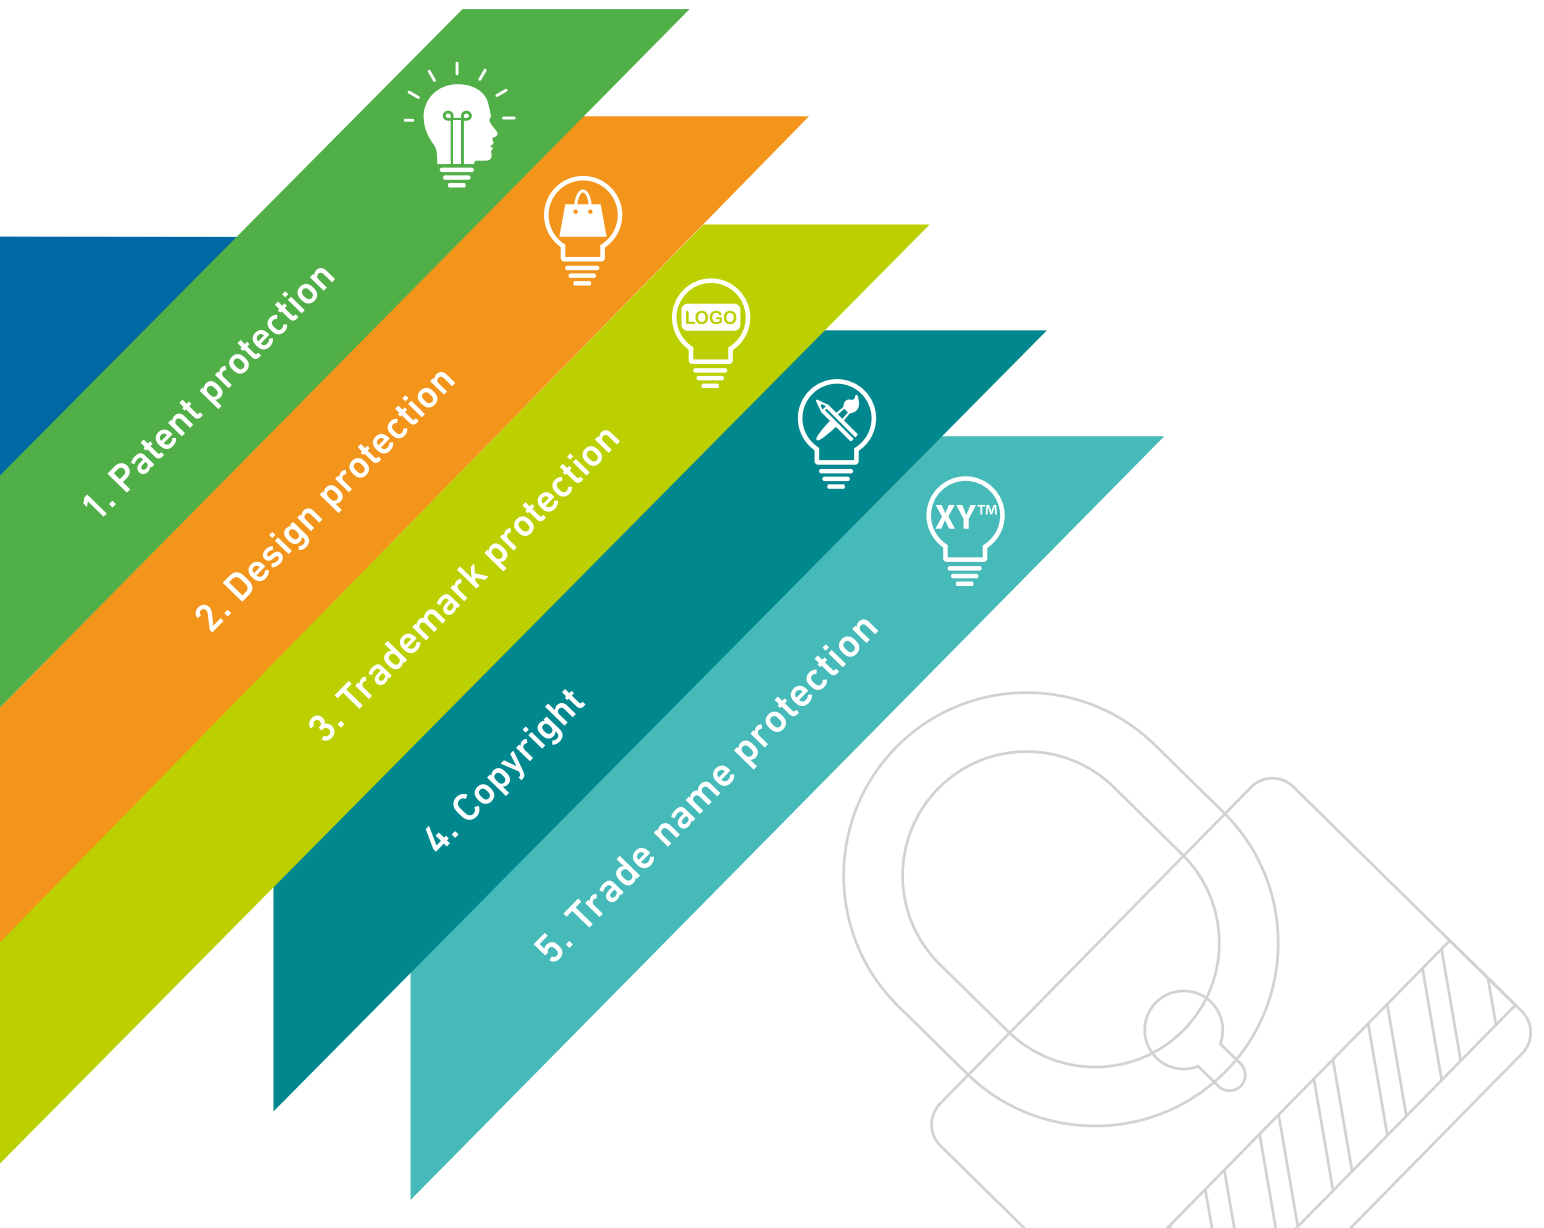 1. Patent protection
2. Design protection
LOGO
3. Trademark protection
4. Copyright
XY™
5. Trade name protection